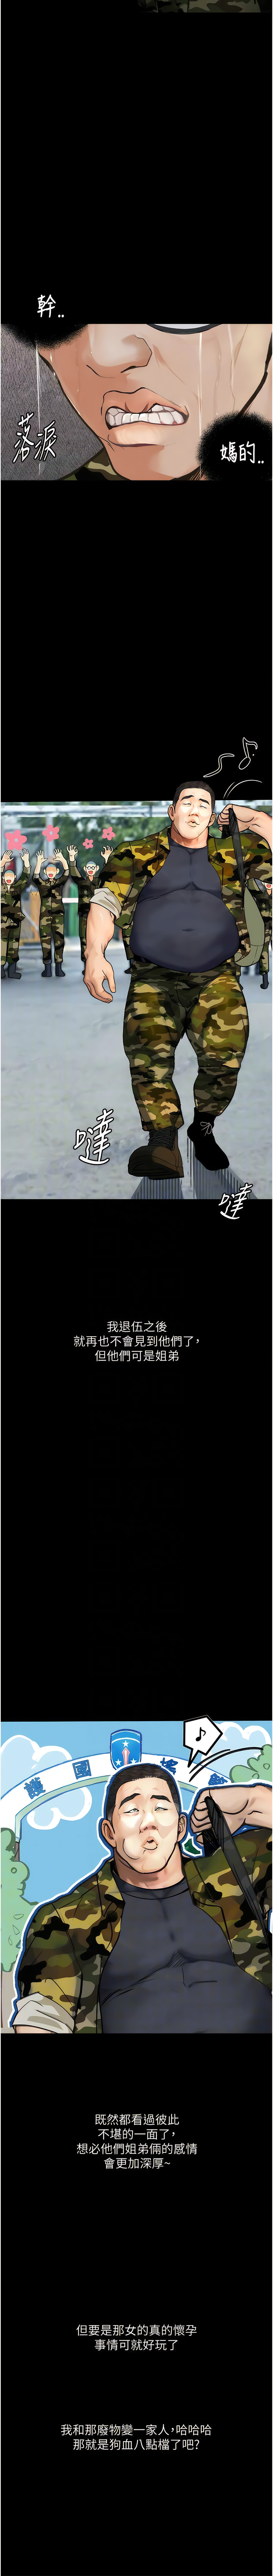 幹..
落淚
媽的..
噠
噠
我退伍之後
就再也不會見到他們了，
但他們可是姐弟
護國
既然都看過彼此
不堪的一面了，
想必他們姐弟倆的感情
會更加深厚~
但要是那女的真的懷孕
事情可就好玩了
我和那廢物變一家人，哈哈哈
那就是狗血八點檔了吧?